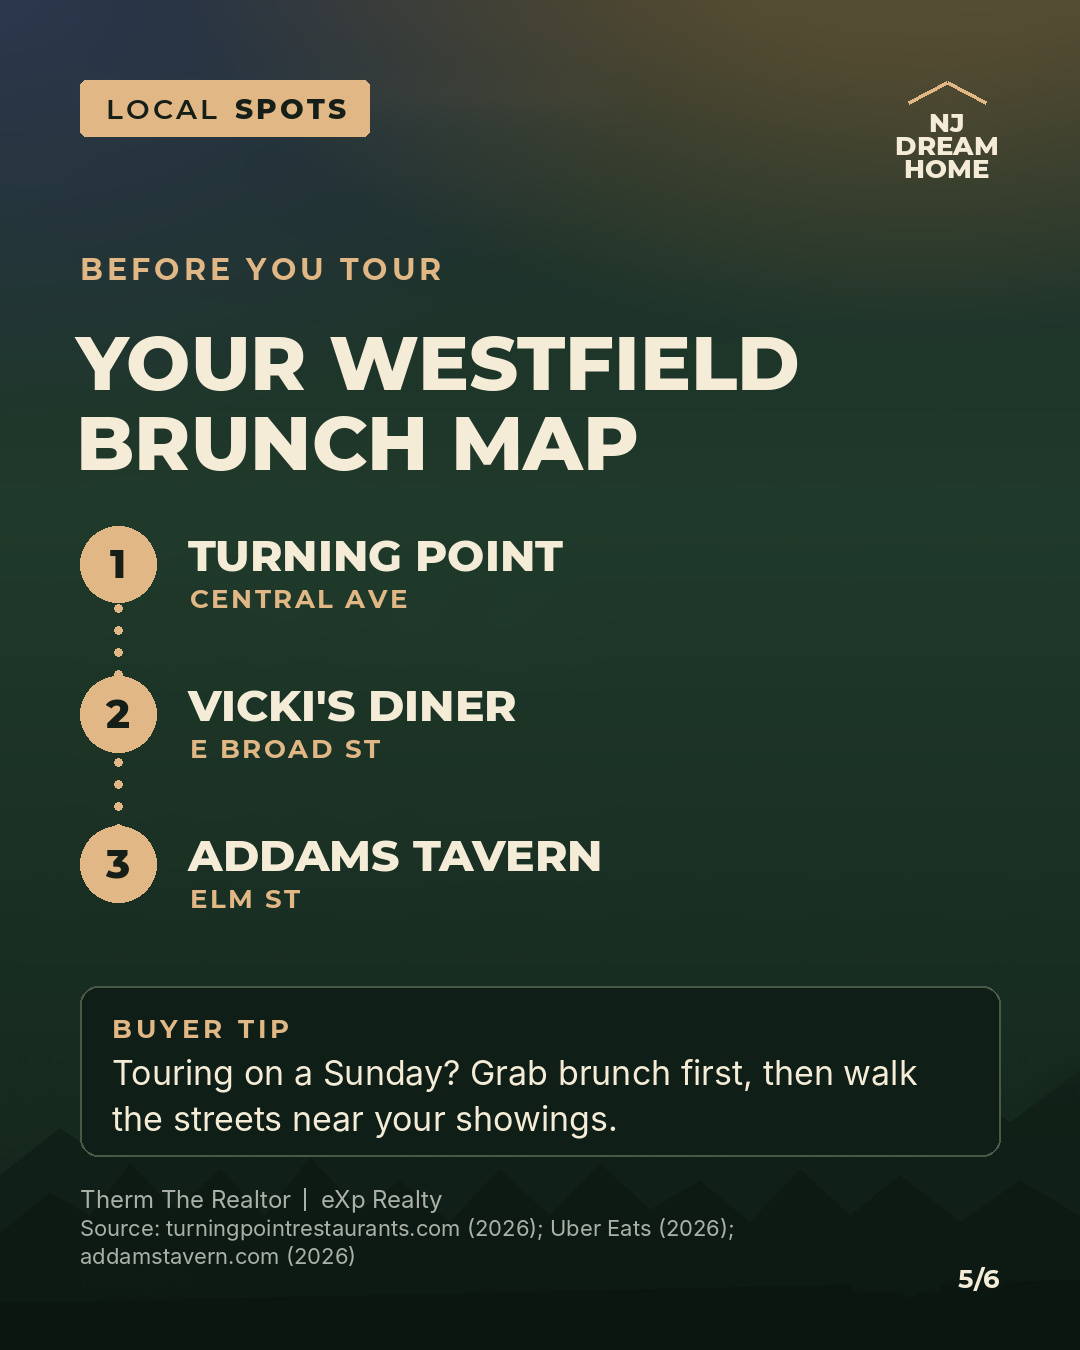 LOCAL SPOTS
NJ
DREAM
HOME
BEFORE YOU TOUR
YOUR WESTFIELD
BRUNCH MAP
1
TURNING POINT
CENTRAL AVE
2
VICKI'S DINER
E BROAD ST
3
ADDAMS TAVERN
ELM ST
BUYER TIP
Touring on a Sunday? Grab brunch first, then walk
the streets near your showings.
Therm The Realtor | eXp Realty
Source: turningpointrestaurants.com (2026); Uber Eats (2026);
addamstavern.com (2026)
5/6